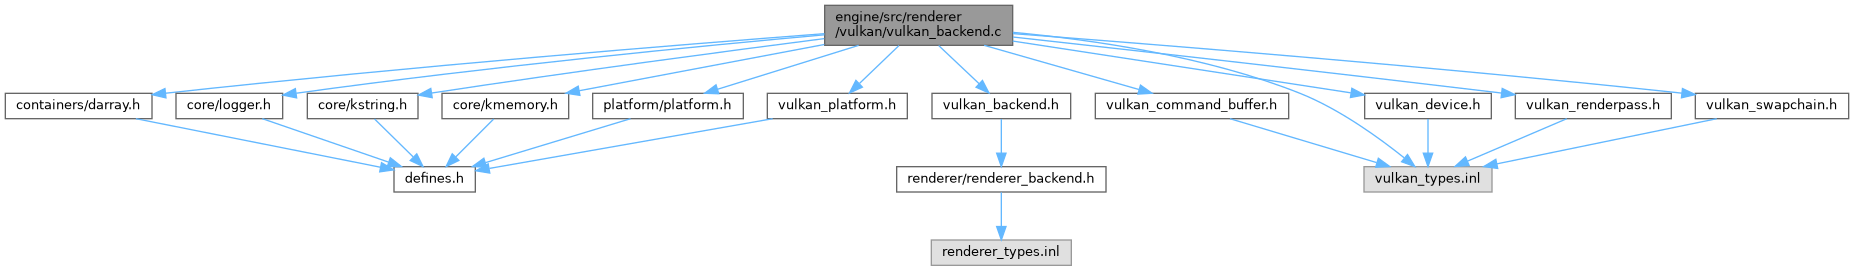 engine/src/renderer
/vulkan/vulkan_backend.c
containers/darray.h
core/logger.h
core/kstring.h
core/kmemory.h
platform/platform.h
vulkan_platform.h
vulkan_backend.h
vulkan_command_buffer.h
vulkan_device.h
vulkan_renderpass.h
vulkan_swapchain.h
defines.h
renderer/renderer_backend.h
vulkan_types.inl
renderer_types.inl